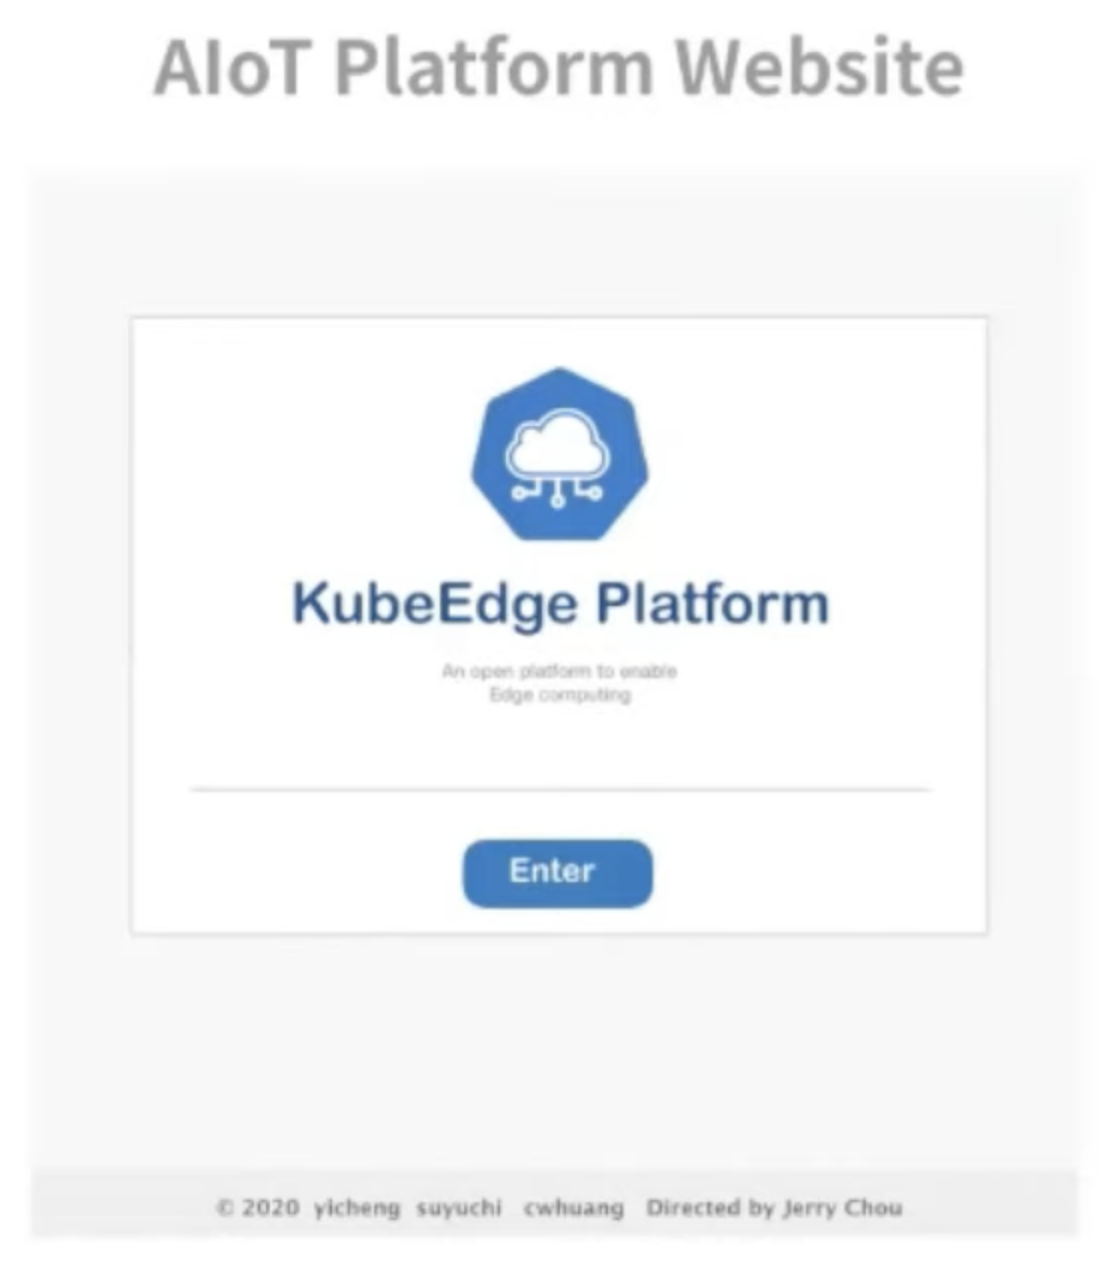 AIoT Platform Website
KubeEdge Platform
An open platform to enable
Edge computing
Enter
© 2020 yicheng suyuchi cwhuang Directed by Jerry Chou